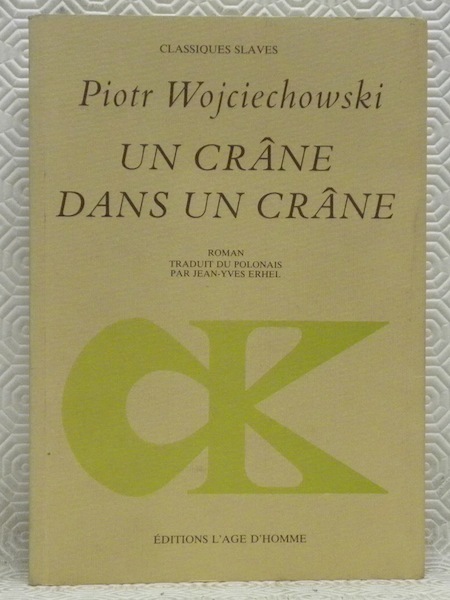 CLASSIQUES SLAVES
Piotr Wojciechowski
UN CRÂNE
DANS UN CRÂNE
ROMAN
TRADUIT DU POLONAIS
PAR JEAN-YVES ERHEL
CK
ÉDITIONS L'AGE D'HOMME